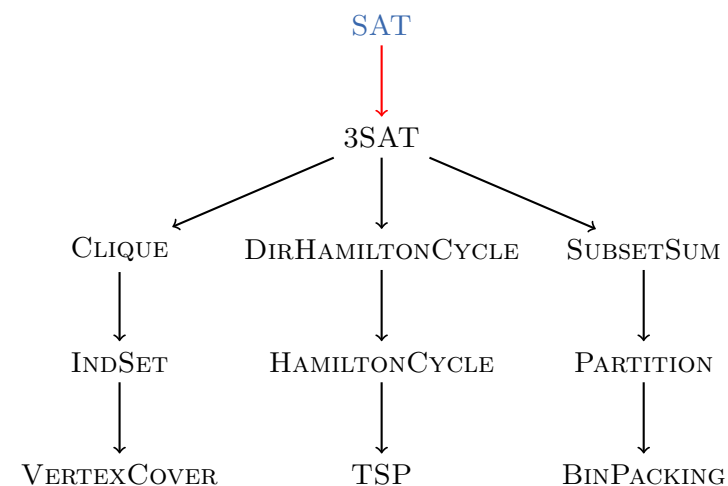 SAT
3SAT
CLIQUE DIRHAMILTONCYCLE SUBSETSUM
INDSET HAMILTONCYCLE PARTITION
VERTEXCOVER TSP BINPACKING